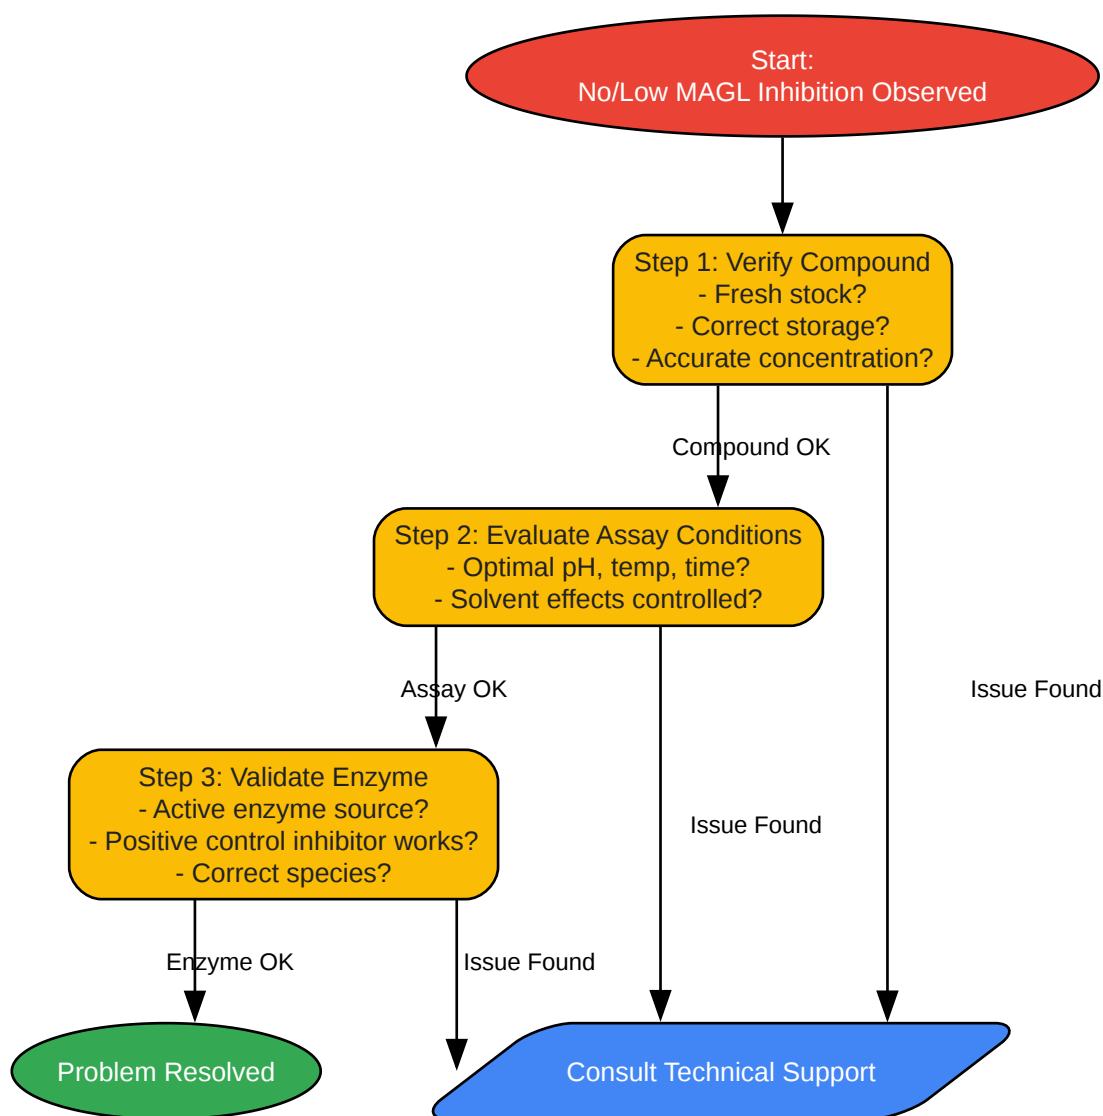 Start:
No/Low MAGL Inhibition Observed
Step 1: Verify Compound
- Fresh stock?
- Correct storage?
- Accurate concentration?
Compound OK
Step 2: Evaluate Assay Conditions
- Optimal pH, temp, time?
- Solvent effects controlled?
Assay OK
Issue Found
Step 3: Validate Enzyme
- Active enzyme source?
- Positive control inhibitor works?
- Correct species?
Issue Found
Enzyme OK
Issue Found
Problem Resolved
Consult Technical Support